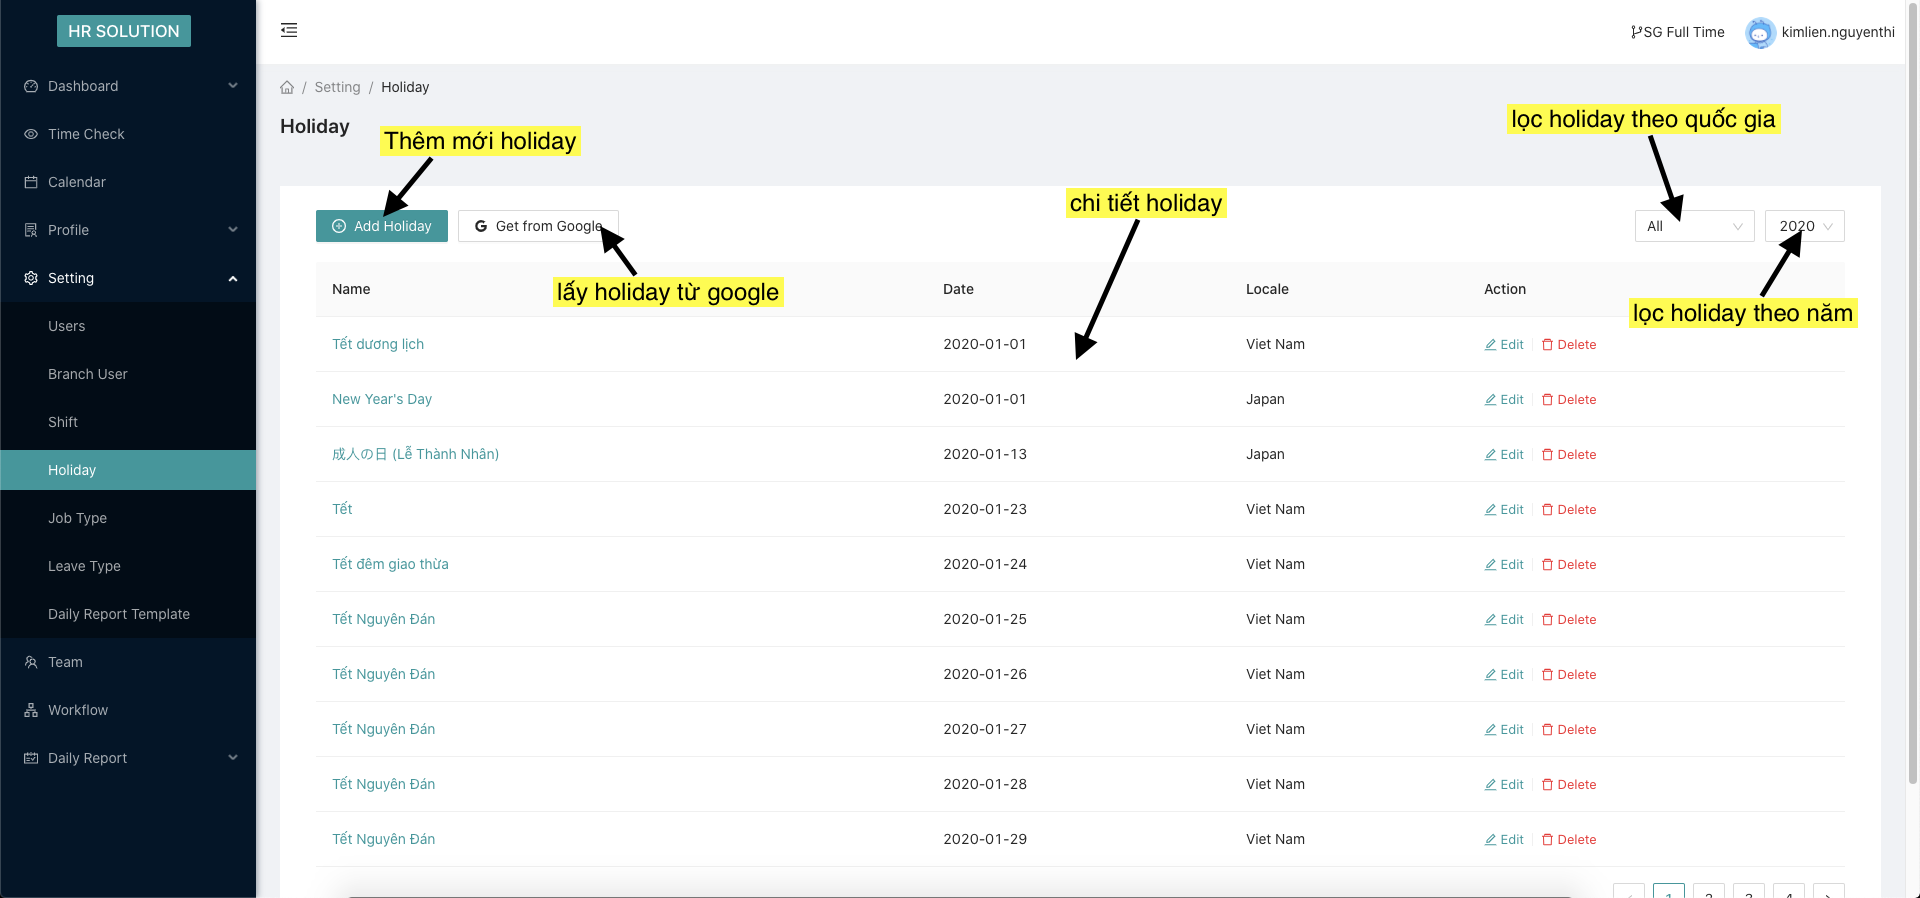 HR SOLUTION
SG Full Time
kimlien.nguyenthi
Dashboard
Time Check
Calendar
Profile
Setting
Users
Branch User
Shift
Holiday
Job Type
Leave Type
Daily Report Template
Team
Workflow
Daily Report
/ Setting / Holiday
Holiday
Thêm mới holiday
lọc holiday theo quốc gia
chi tiết holiday
Add Holiday
Get from Google
All
2020
lấy holiday từ google
lọc holiday theo năm
Name Date Locale Action
Tết dương lịch 2020-01-01 Viet Nam Edit Delete
New Year's Day 2020-01-01 Japan Edit Delete
成人の日 (Lễ Thành Nhân) 2020-01-13 Japan Edit Delete
Tết 2020-01-23 Viet Nam Edit Delete
Tết đêm giao thừa 2020-01-24 Viet Nam Edit Delete
Tết Nguyên Đán 2020-01-25 Viet Nam Edit Delete
Tết Nguyên Đán 2020-01-26 Viet Nam Edit Delete
Tết Nguyên Đán 2020-01-27 Viet Nam Edit Delete
Tết Nguyên Đán 2020-01-28 Viet Nam Edit Delete
Tết Nguyên Đán 2020-01-29 Viet Nam Edit Delete